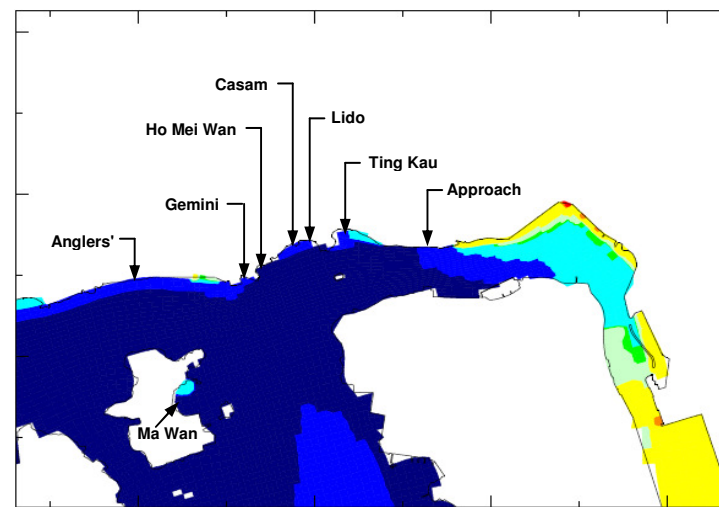 Casam
Lido
Ho Mei Wan
Ting Kau
Approach
Gemini
Anglers'
Ma Wan